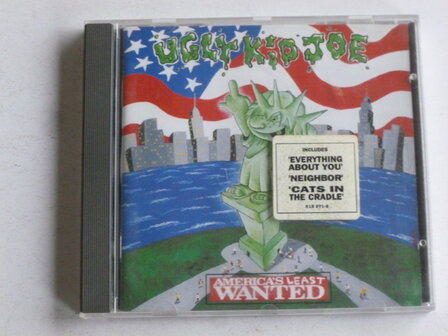 UGLY KID JOE
INCLUDES
'EVERYTHING
ABOUT YOU'
'NEIGHBOR'
'CATS IN
THE CRADLE'
AMERICA'S LEAST
WANTED